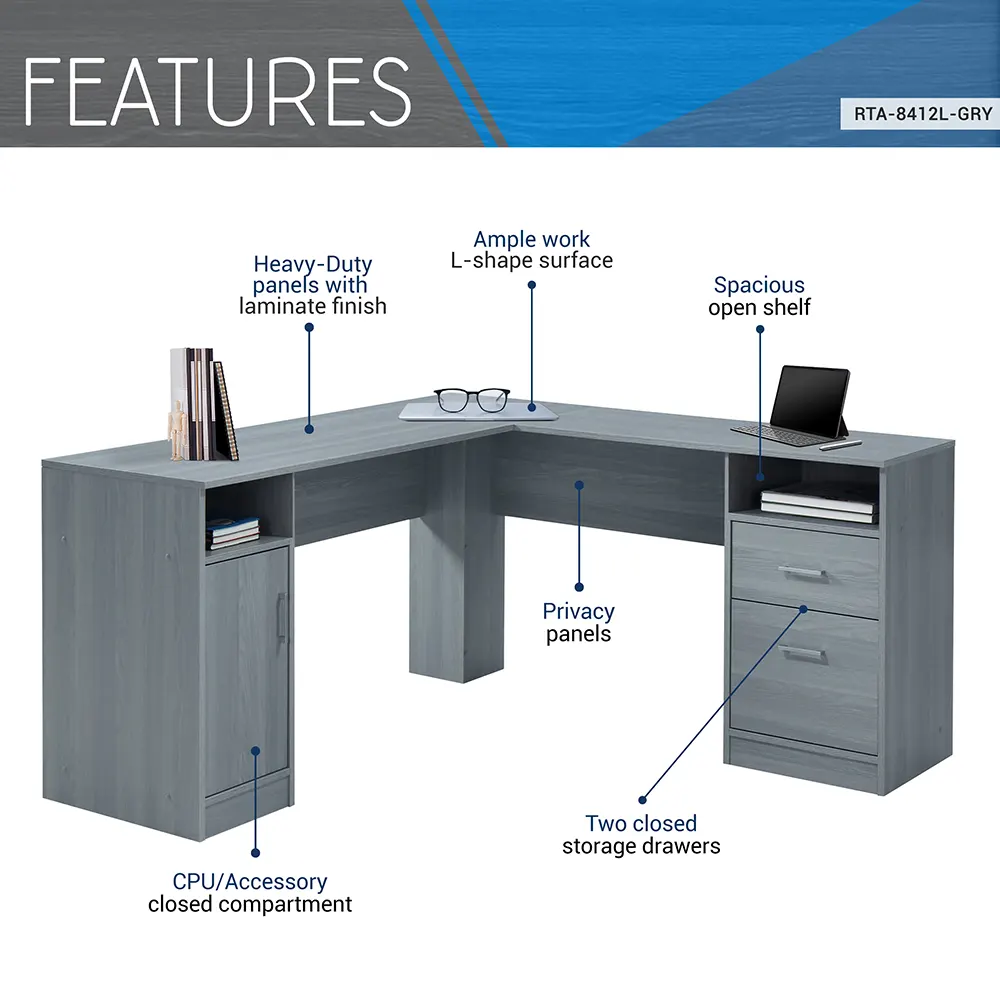 FEATURES
RTA-8412L-GRY
Ample work
L-shape surface
Heavy-Duty
panels with
laminate finish
Spacious
open shelf
Privacy
panels
Two closed
storage drawers
CPU/Accessory
closed compartment